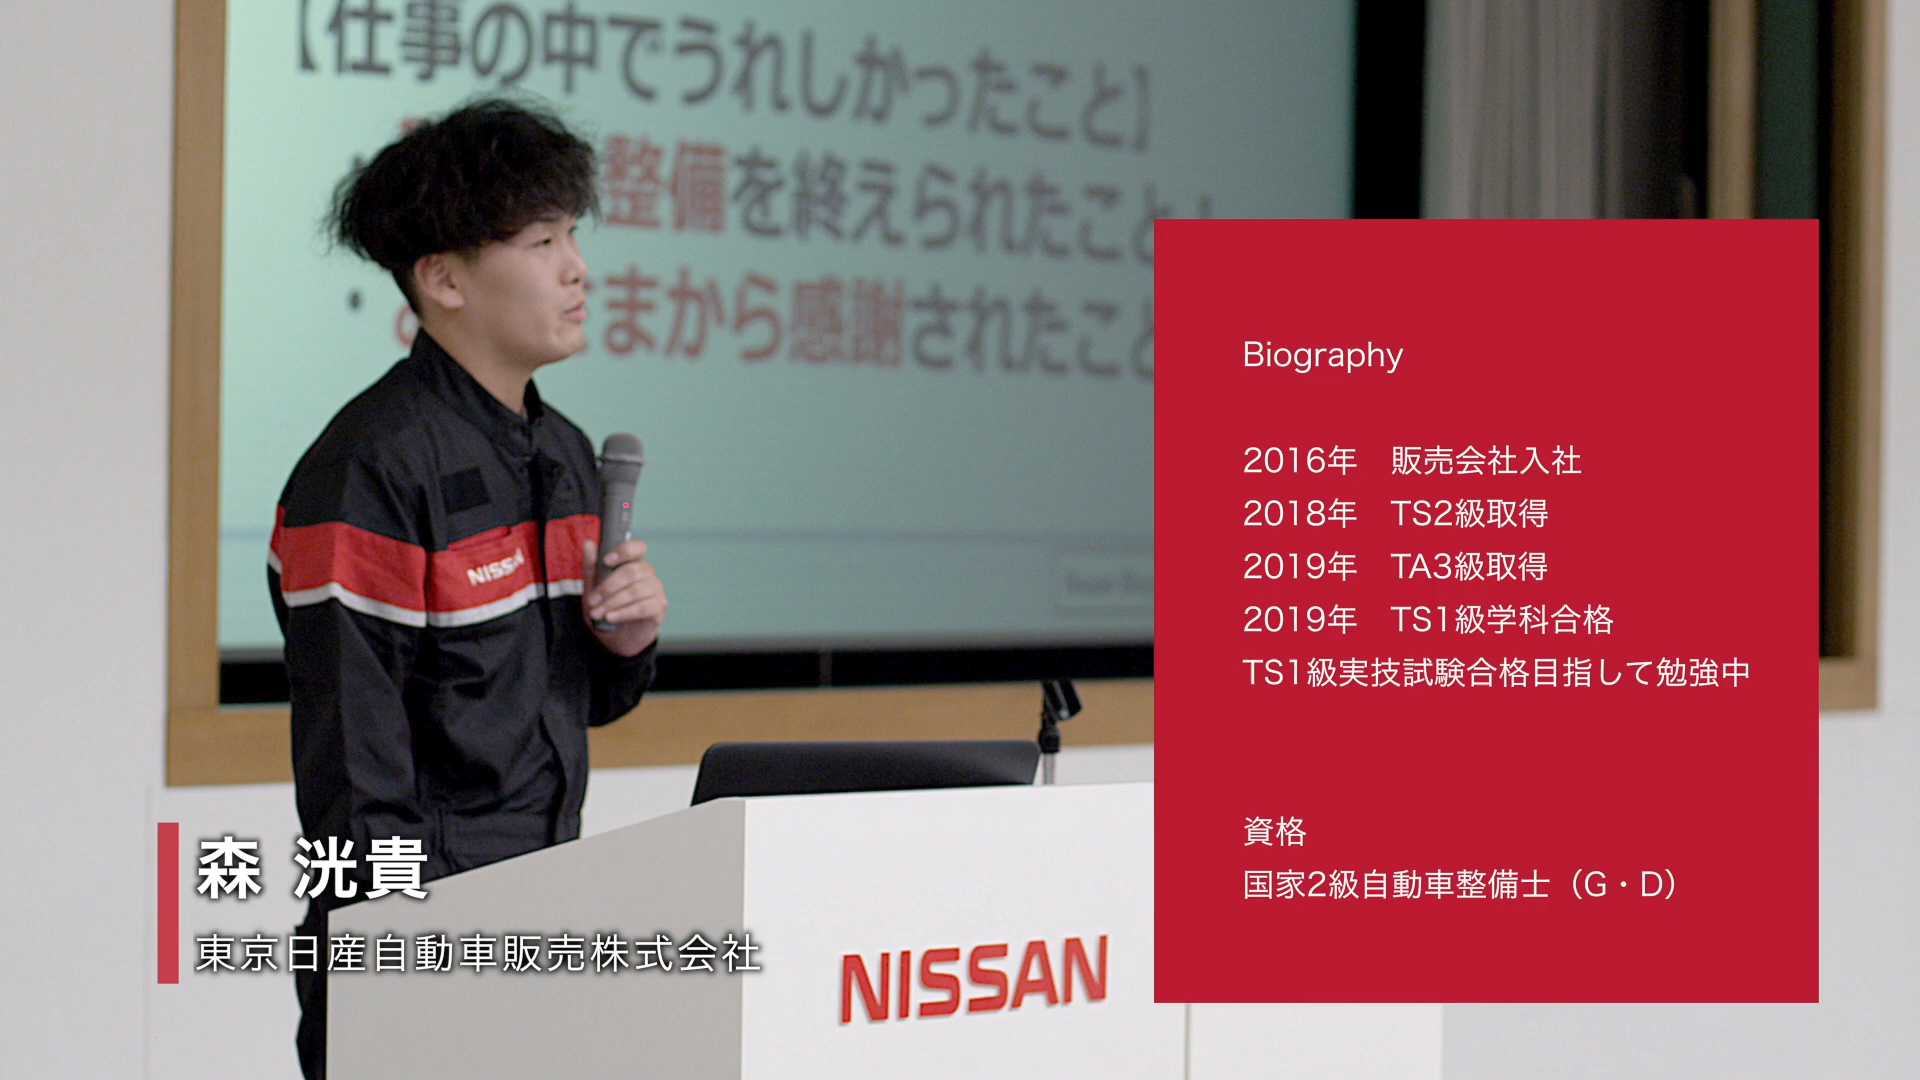 【仕事の中でうれしかったこと】
整備を終えられたこと
さまから感謝されたこと
NISSAN
Biography
2016年 販売会社入社
2018年 TS2級取得
2019年 TA3級取得
2019年 TS1級学科合格
TS1級実技試験合格目指して勉強中
資格
国家2級自動車整備士（G・D）
森 洸貴
東京日産自動車販売株式会社
NISSAN